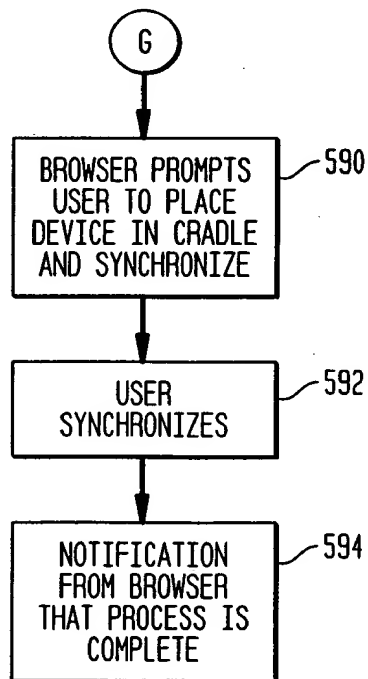 G
BROWSER PROMPTS
USER TO PLACE
DEVICE IN CRADLE
AND SYNCHRONIZE
590
USER
SYNCHRONIZES
592
NOTIFICATION
FROM BROWSER
THAT PROCESS IS
COMPLETE
594